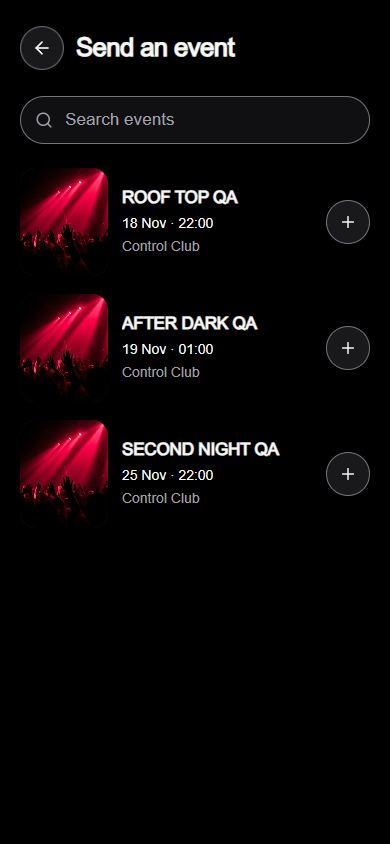 Send an event
Search events
ROOF TOP QA
18 Nov · 22:00
Control Club
AFTER DARK QA
19 Nov · 01:00
Control Club
SECOND NIGHT QA
25 Nov · 22:00
Control Club